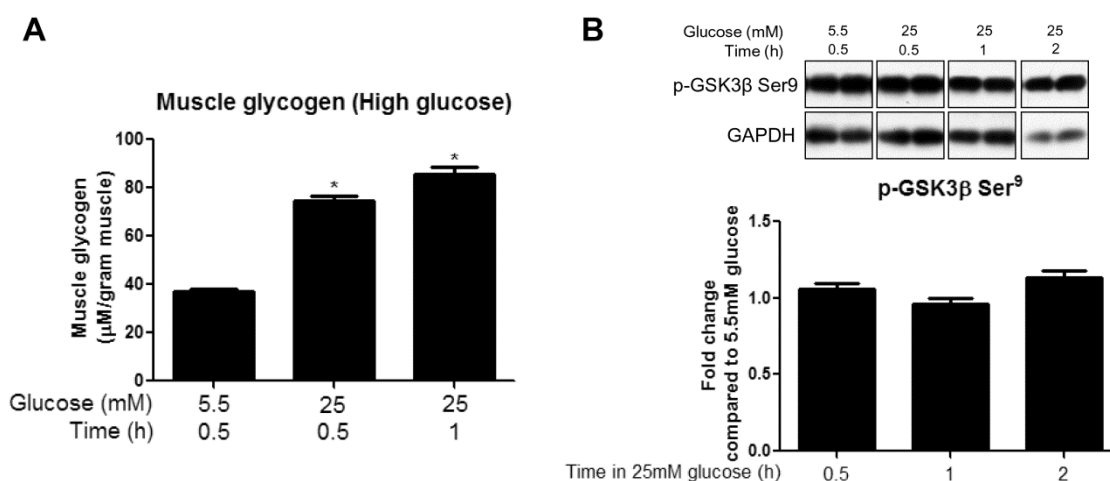 A
Muscle glycogen (High glucose)
Muscle glycogen
(μM/gram muscle)
100
80
60
40
20
0
*
*
Glucose (mM) 5.5 25 25
Time (h) 0.5 0.5 1
B
Glucose (mM) 5.5 25 25 25
Time (h) 0.5 0.5 1 2
p-GSK3β Ser9
GAPDH
p-GSK3β Ser⁹
Fold change
compared to 5.5mM glucose
1.5
1.0
0.5
0.0
Time in 25mM glucose (h) 0.5 1 2